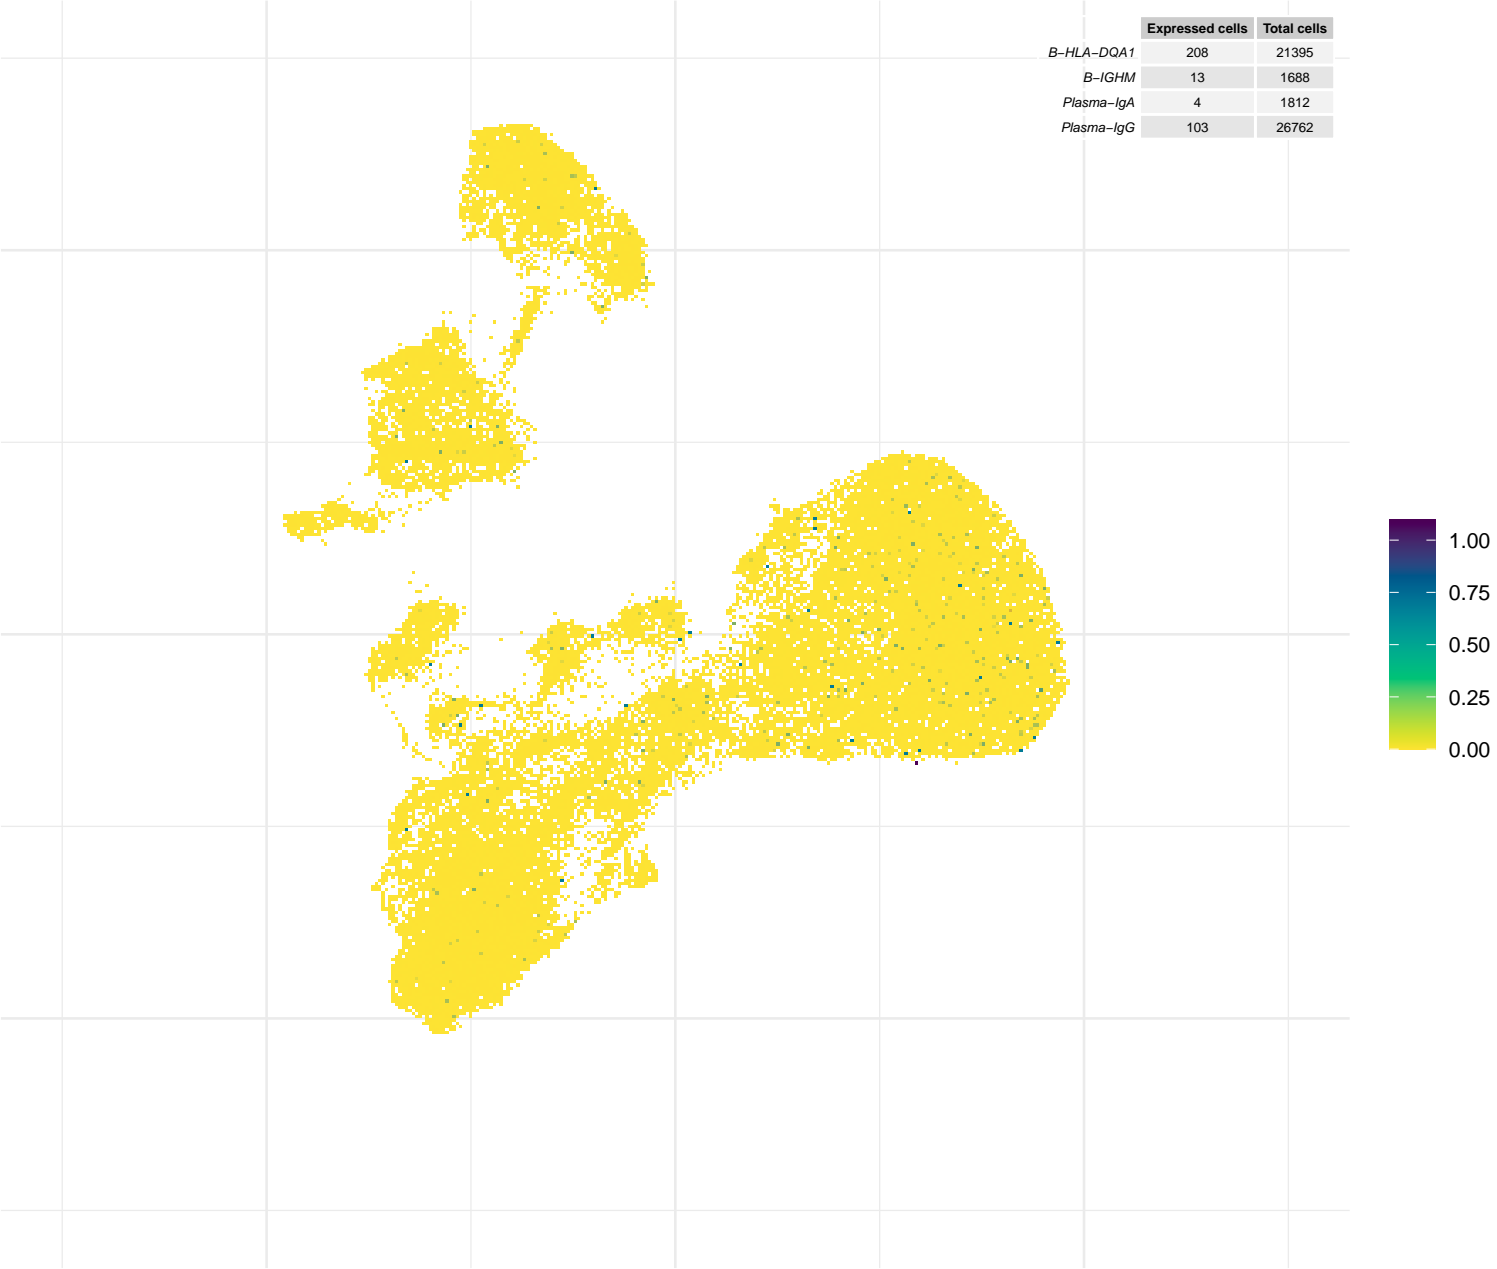 Expressed cells Total cells
B−HLA−DQA1 208 21395
B−IGHM 13 1688
Plasma−IgA 4 1812
Plasma−IgG 103 26762
1.00
0.75
0.50
0.25
0.00